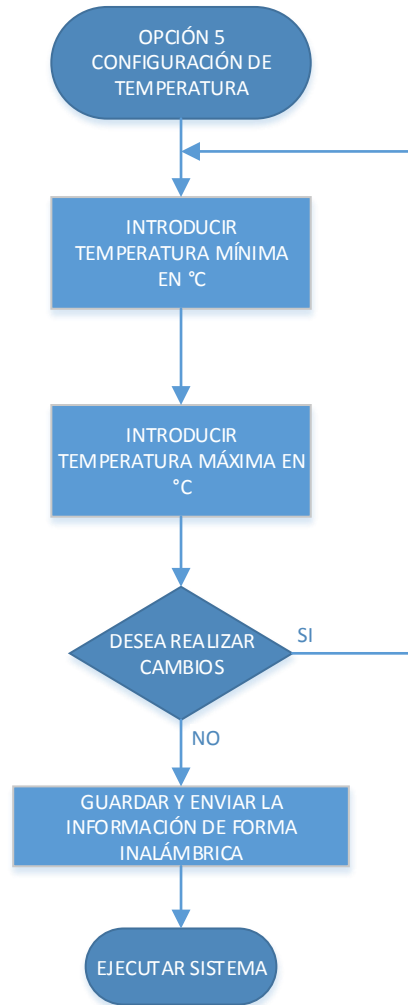 OPCIÓN 5
CONFIGURACIÓN DE
TEMPERATURA
INTRODUCIR
TEMPERATURA MÍNIMA
EN °C
INTRODUCIR
TEMPERATURA MÁXIMA EN
°C
DESEA REALIZAR
CAMBIOS
SI
NO
GUARDAR Y ENVIAR LA
INFORMACIÓN DE FORMA
INALÁMBRICA
EJECUTAR SISTEMA